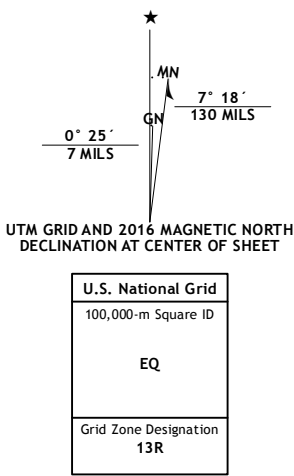 ★
MN
7° 18´
130 MILS
GN
0° 25´
7 MILS
UTM GRID AND 2016 MAGNETIC NORTH
DECLINATION AT CENTER OF SHEET
U.S. National Grid
100,000-m Square ID
EQ
Grid Zone Designation
13R